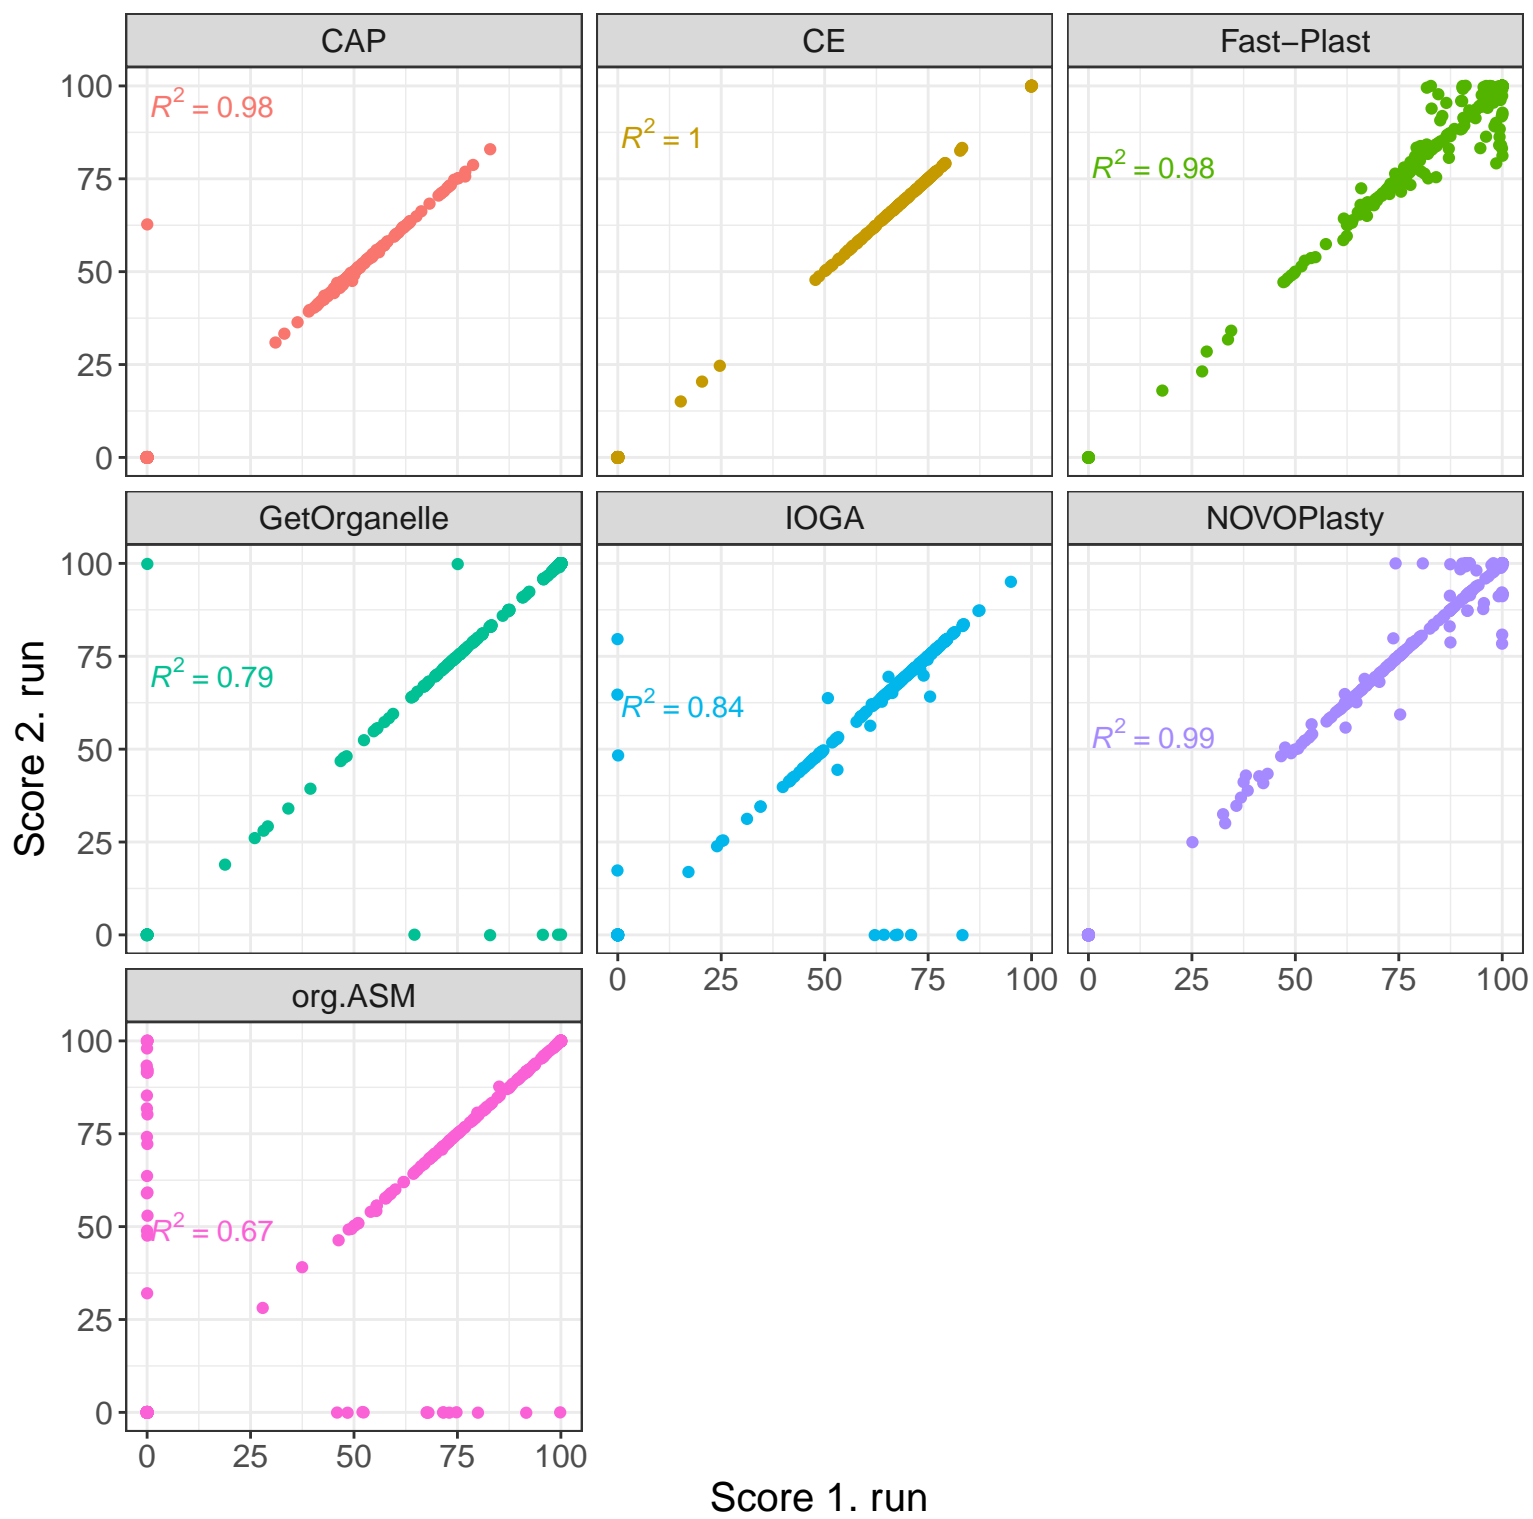 CAP
CE
Fast–Plast
100
75
50
25
0
R² = 0.98
R² = 1
R² = 0.98
GetOrganelle
IOGA
NOVOPlasty
100
75
50
25
0
R² = 0.79
R² = 0.84
R² = 0.99
0 25 50 75 100
0 25 50 75 100
org.ASM
100
75
50
25
0
R² = 0.67
0 25 50 75 100
Score 2. run
Score 1. run